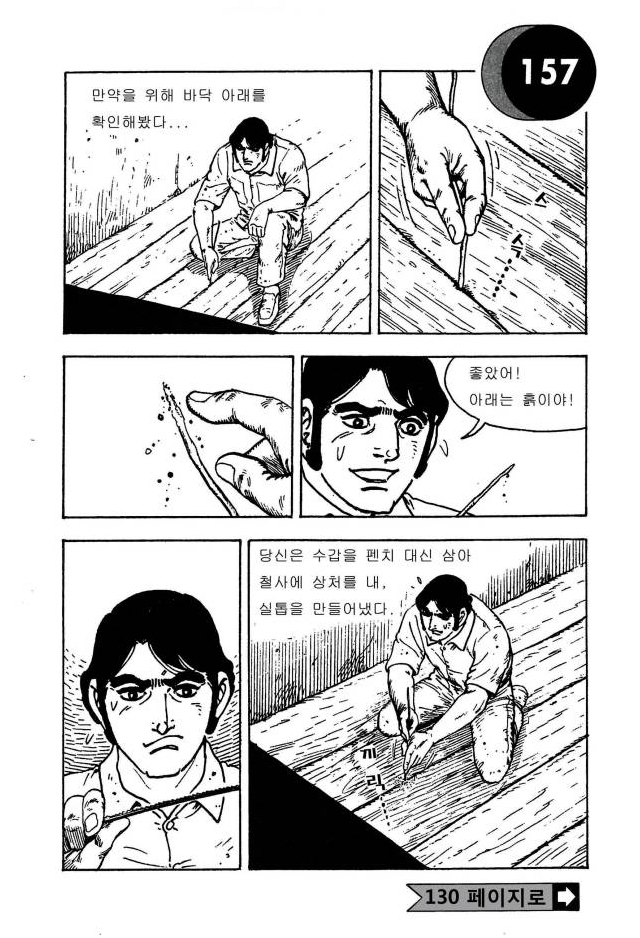 157
만약을 위해 바닥 아래를
확인해봤다...
스
슥
좋았어!
아래는 흙이야!
당신은 수갑을 펜치 대신 삼아
철사에 상처를 내,
실톱을 만들어냈다.
끼
릭
130 페이지로